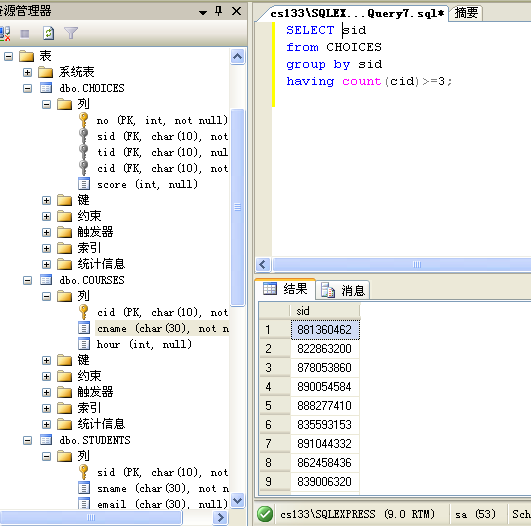 资源管理器
表
系统表
dbo.CHOICES
列
no (PK, int, not null)
sid (FK, char(10), not
tid (FK, char(10), not
cid (FK, char(10), not
score (int, null)
键
约束
触发器
索引
统计信息
dbo.COURSES
列
cid (PK, char(10), not
cname (char(30), not n
hour (int, null)
键
约束
触发器
索引
统计信息
dbo.STUDENTS
列
sid (PK, char(10), not
sname (char(30), not n
email (char(30), null)
cs133\SQLEX...Query7.sql* 摘要
SELECT sid
from CHOICES
group by sid
having count(cid)>=3;
结果 消息
sid
1 881360462
2 822863200
3 878053860
4 890054584
5 888277410
6 835593153
7 891044332
8 862458436
9 839006320
cs133\SQLEXPRESS (9.0 RTM) sa (53) Sch